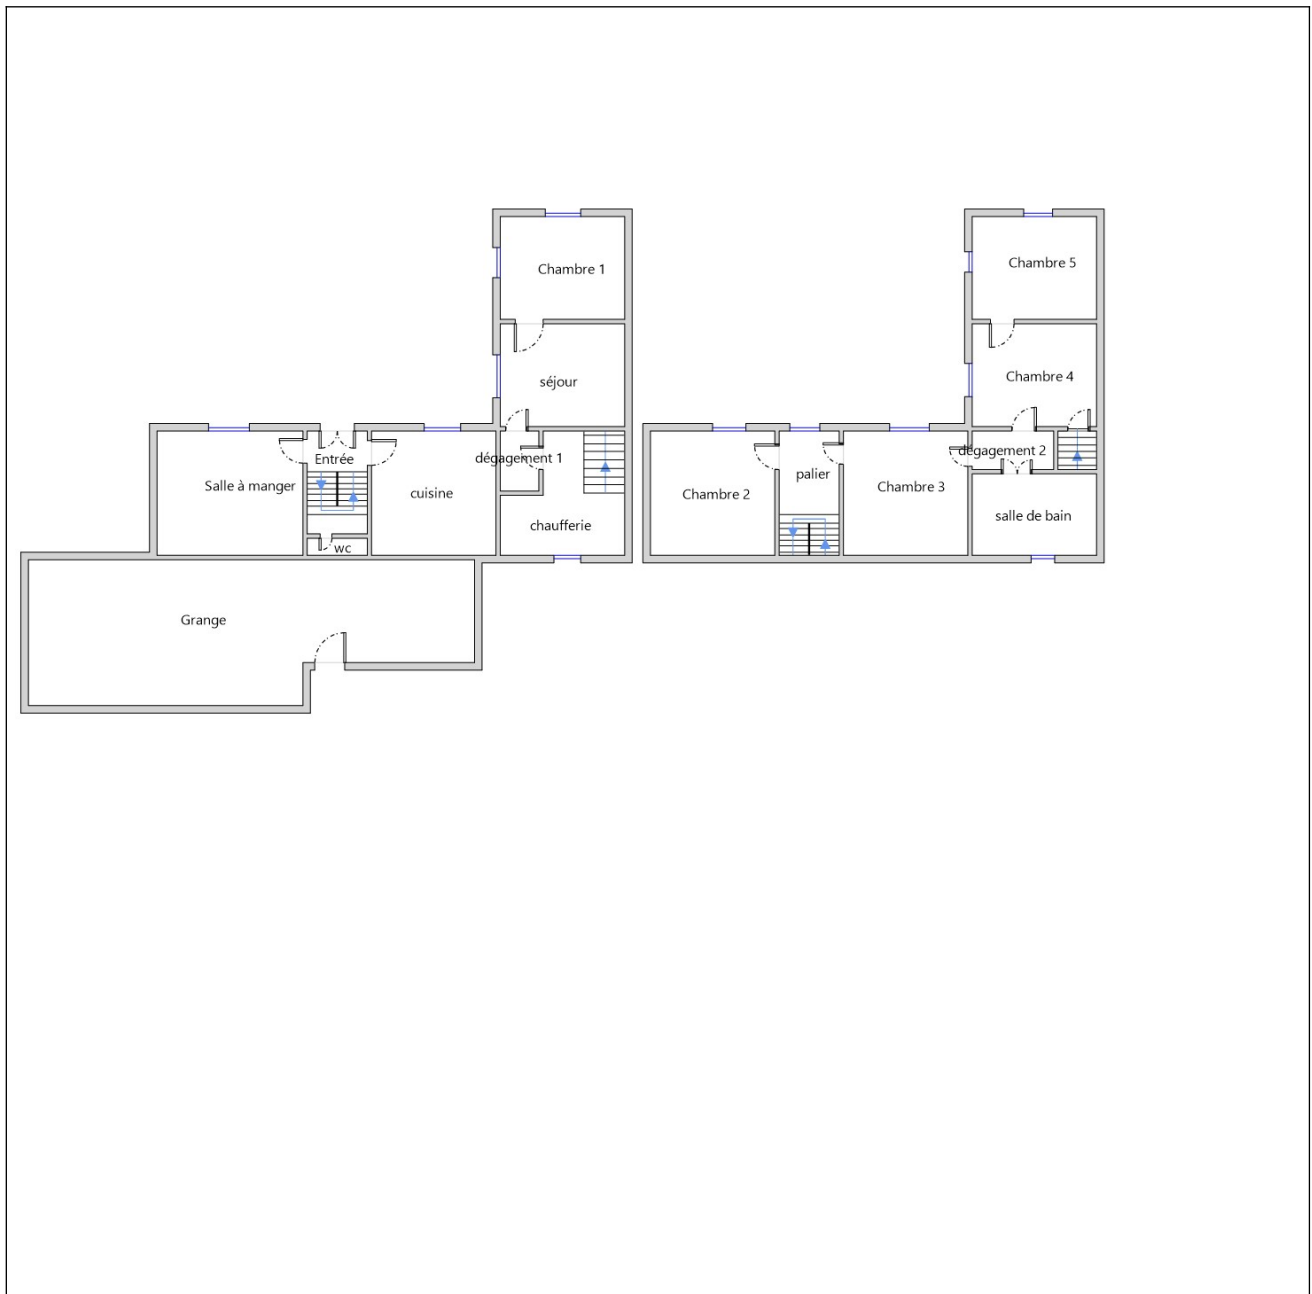 Chambre 1
séjour
Entrée
dégagement 1
Salle à manger
cuisine
chaufferie
wc
Grange
Chambre 5
Chambre 4
dégagement 2
palier
Chambre 3
Chambre 2
salle de bain